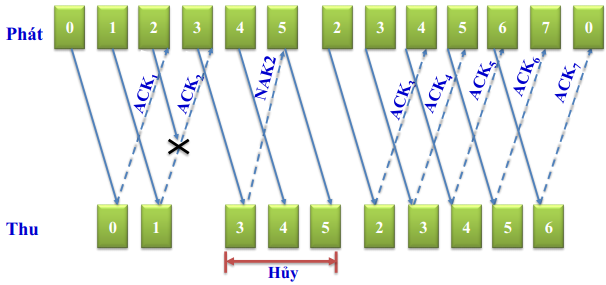 Phát 0 1 2 3 4 5 2 3 4 5 6 7 0
ACK1 ACK2 NAK2 ACK3 ACK4 ACK5 ACK6 ACK7
Thu 0 1 3 4 5 2 3 4 5 6
Hủy